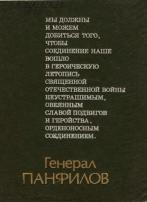 МЫ ДОЛЖНЫ
И МОЖЕМ
ДОБИТЬСЯ ТОГО,
ЧТОБЫ
СОЕДИНЕНИЕ НАШЕ
ВОШЛО
В ГЕРОИЧЕСКУЮ
ЛЕТОПИСЬ
СВЯЩЕННОЙ
ОТЕЧЕСТВЕННОЙ ВОЙНЫ
НЕУСТРАШИМЫМ,
ОВЕЯННЫМ
СЛАВОЙ ПОДВИГОВ
И ГЕРОЙСТВА,
ОРДЕНОНОСНЫМ
СОЕДИНЕНИЕМ.
Генерал
ПАНФИЛОВ